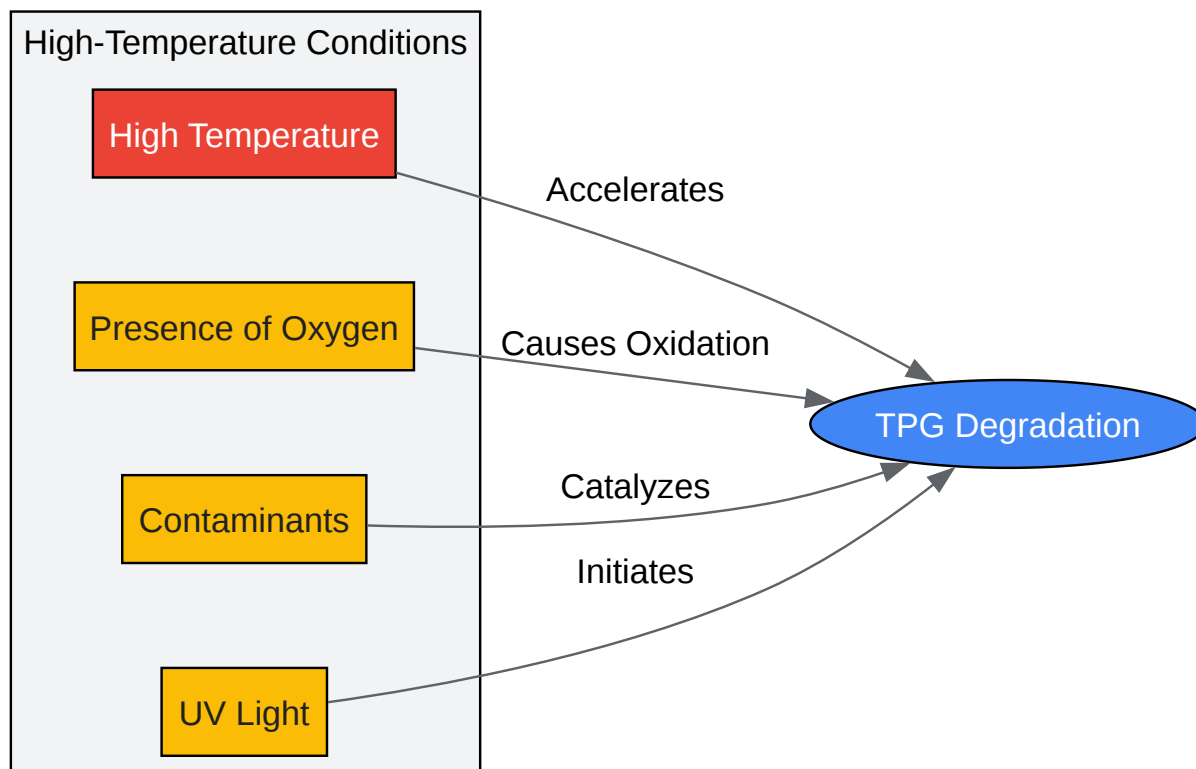 High-Temperature Conditions
High Temperature
Accelerates
Presence of Oxygen
Causes Oxidation
TPG Degradation
Contaminants
Catalyzes
Initiates
UV Light